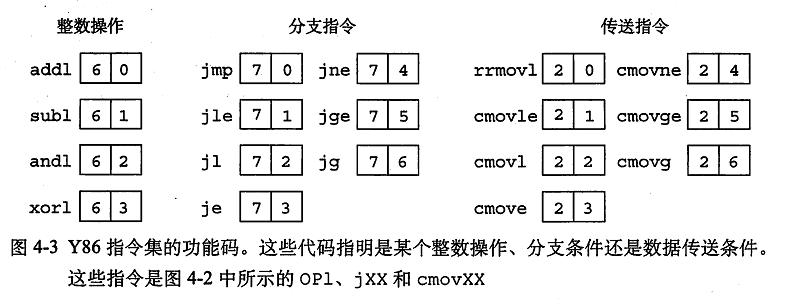 整数操作 分支指令 传送指令
addl 6 0 jmp 7 0 jne 7 4 rrmovl 2 0 cmovne 2 4
subl 6 1 jle 7 1 jge 7 5 cmovle 2 1 cmovge 2 5
andl 6 2 jl 7 2 jg 7 6 cmovl 2 2 cmovg 2 6
xorl 6 3 je 7 3 cmove 2 3
图 4-3 Y86 指令集的功能码。这些代码指明是某个整数操作、分支条件还是数据传送条件。
这些指令是图 4-2 中所示的 OPl、jXX 和 cmovXX